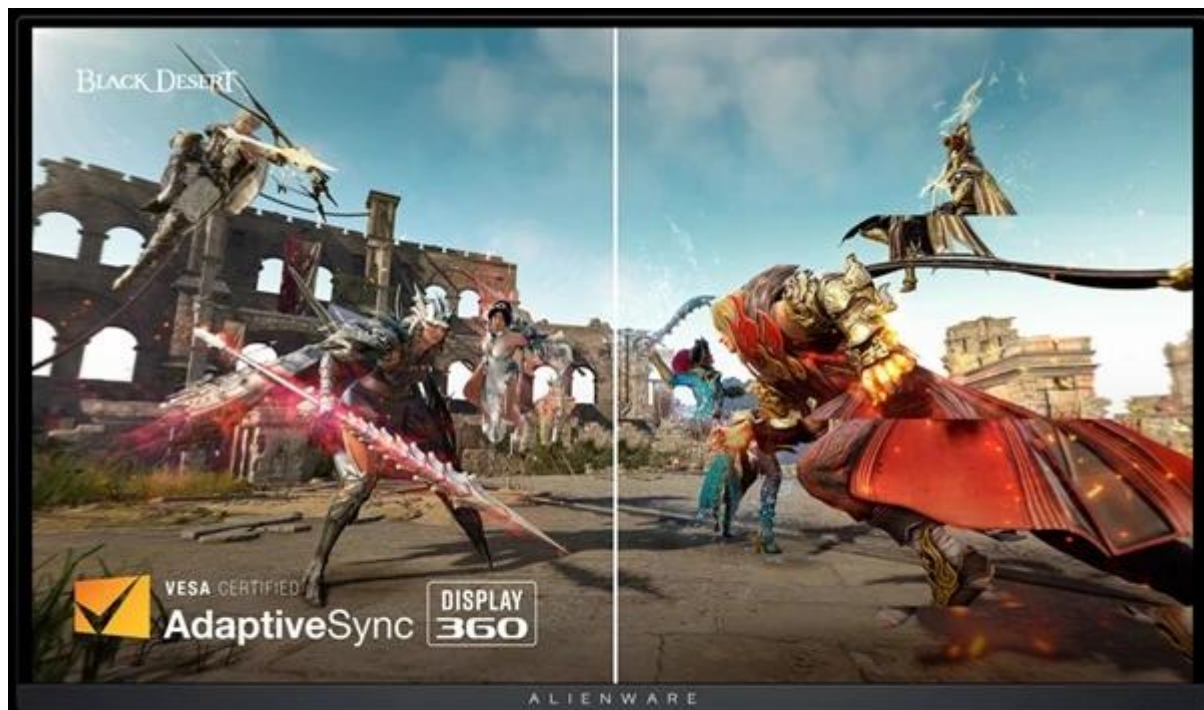 BLACK DESERT
VESA CERTIFIED
AdaptiveSync
DISPLAY
360
ALIENWARE